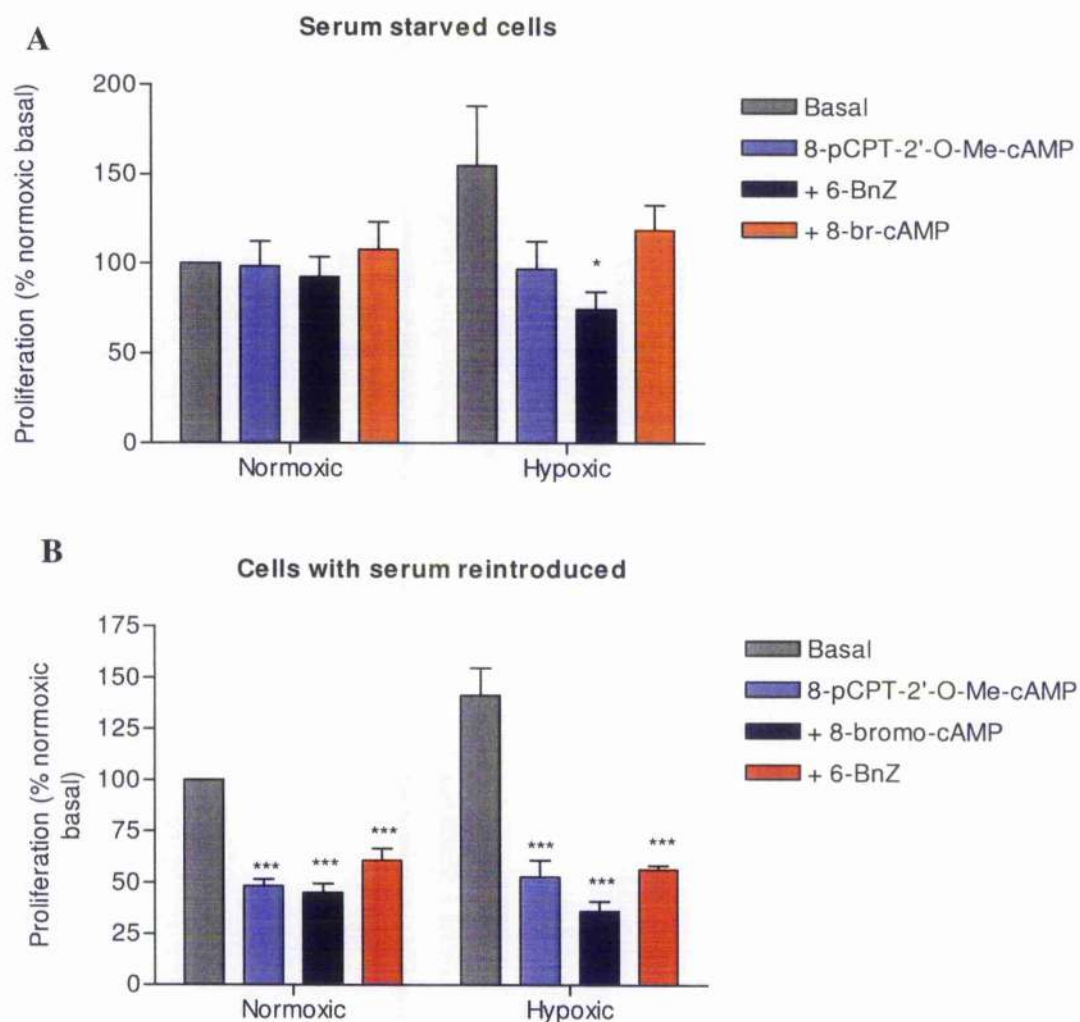 A
Serum starved cells
Proliferation (% normoxic basal)
200
150
100
50
0
*
Normoxic
Hypoxic
Basal
8-pCPT-2'-O-Me-cAMP
+ 6-BnZ
+ 8-br-cAMP
B
Cells with serum reintroduced
Proliferation (% normoxic
basal)
175
150
125
100
75
50
25
0
***
***
***
***
***
***
Normoxic
Hypoxic
Basal
8-pCPT-2'-O-Me-cAMP
+ 8-bromo-cAMP
+ 6-BnZ